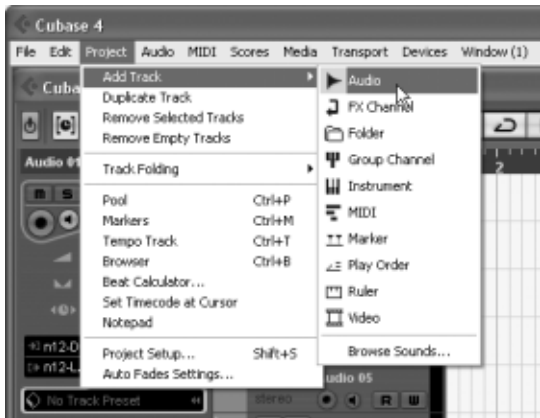 Cubase 4
File Edit Project Audio MIDI Scores Media Transport Devices Window (1)
Add Track
Duplicate Track
Remove Selected Tracks
Remove Empty Tracks
Track Folding
Pool Ctrl+P
Markers Ctrl+M
Tempo Track Ctrl+T
Browser Ctrl+B
Beat Calculator...
Set Timecode at Cursor
Notepad
Project Setup... Shift+S
Auto Fades Settings...
Audio
FX Channel
Folder
Group Channel
Instrument
MIDI
Marker
Play Order
Ruler
Video
Browse Sounds...
Cuba
2
Audio 01
m S
n12-D
n12-L
No Track Preset
stereo
udio 05
R W